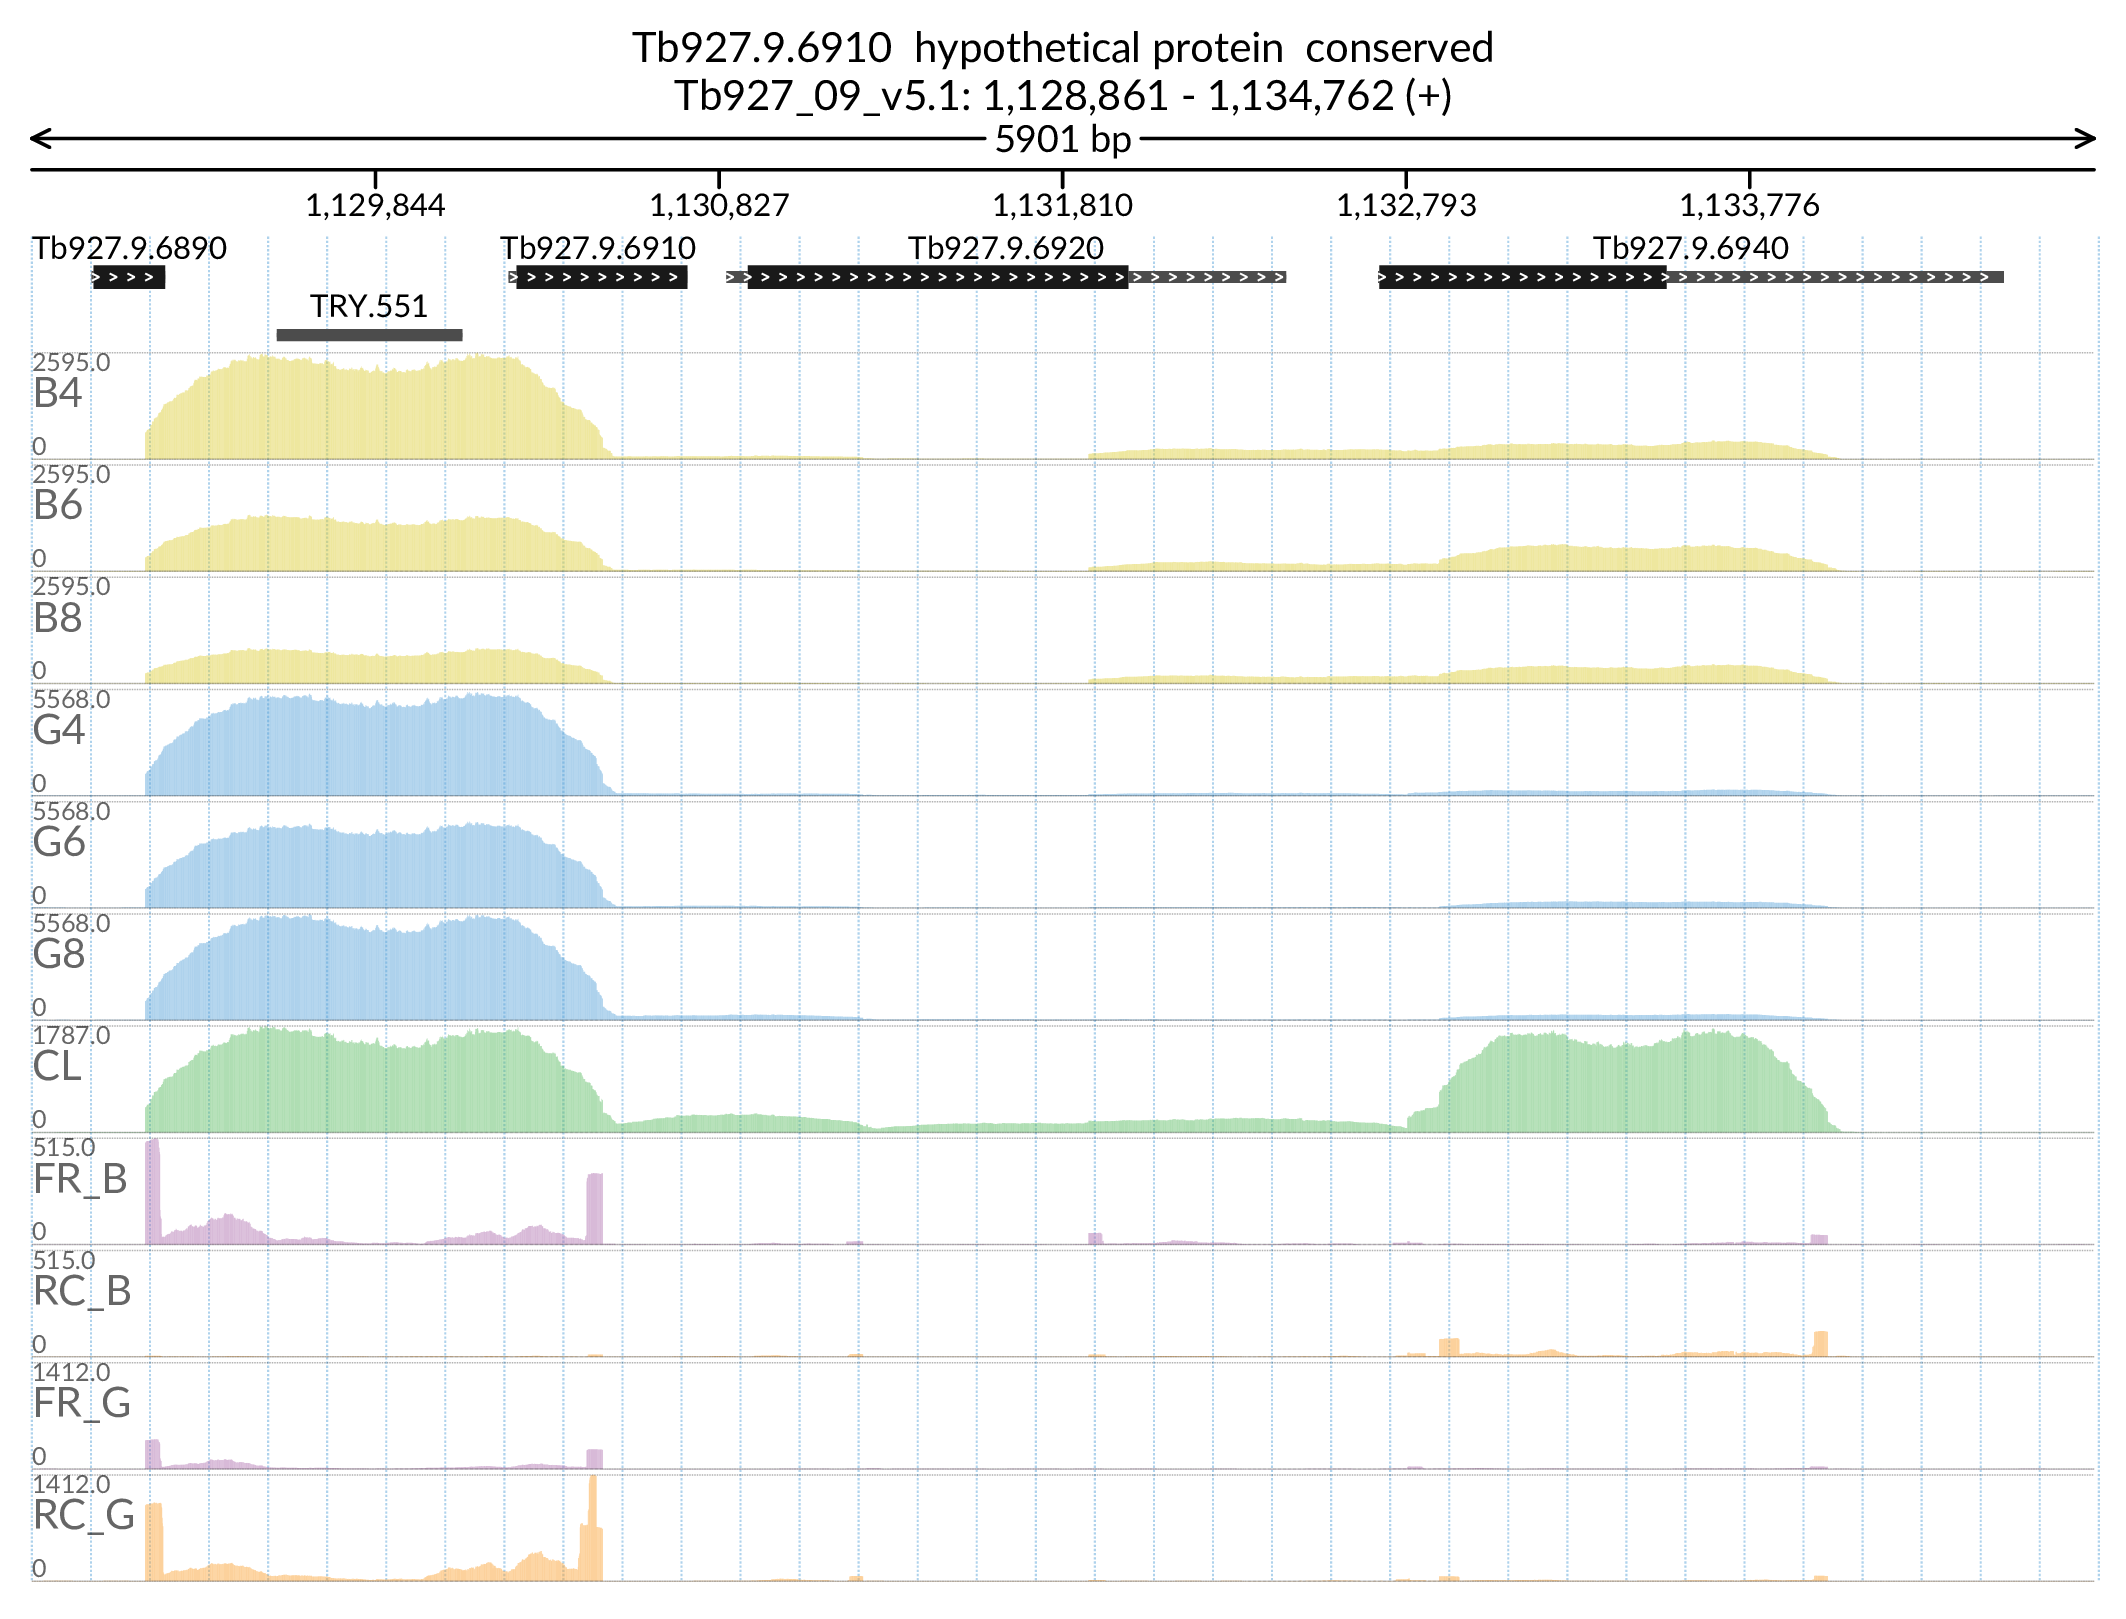 Tb927.9.6910  hypothetical protein  conserved
Tb927_09_v5.1: 1,128,861 - 1,134,762 (+)
5901 bp
1,129,844 1,130,827 1,131,810 1,132,793 1,133,776
Tb927.9.6890 Tb927.9.6910 Tb927.9.6920 Tb927.9.6940
TRY.551
2595.0
B4
0
2595.0
B6
0
2595.0
B8
0
5568.0
G4
0
5568.0
G6
0
5568.0
G8
0
1787.0
CL
0
515.0
FR_B
0
515.0
RC_B
0
1412.0
FR_G
0
1412.0
RC_G
0